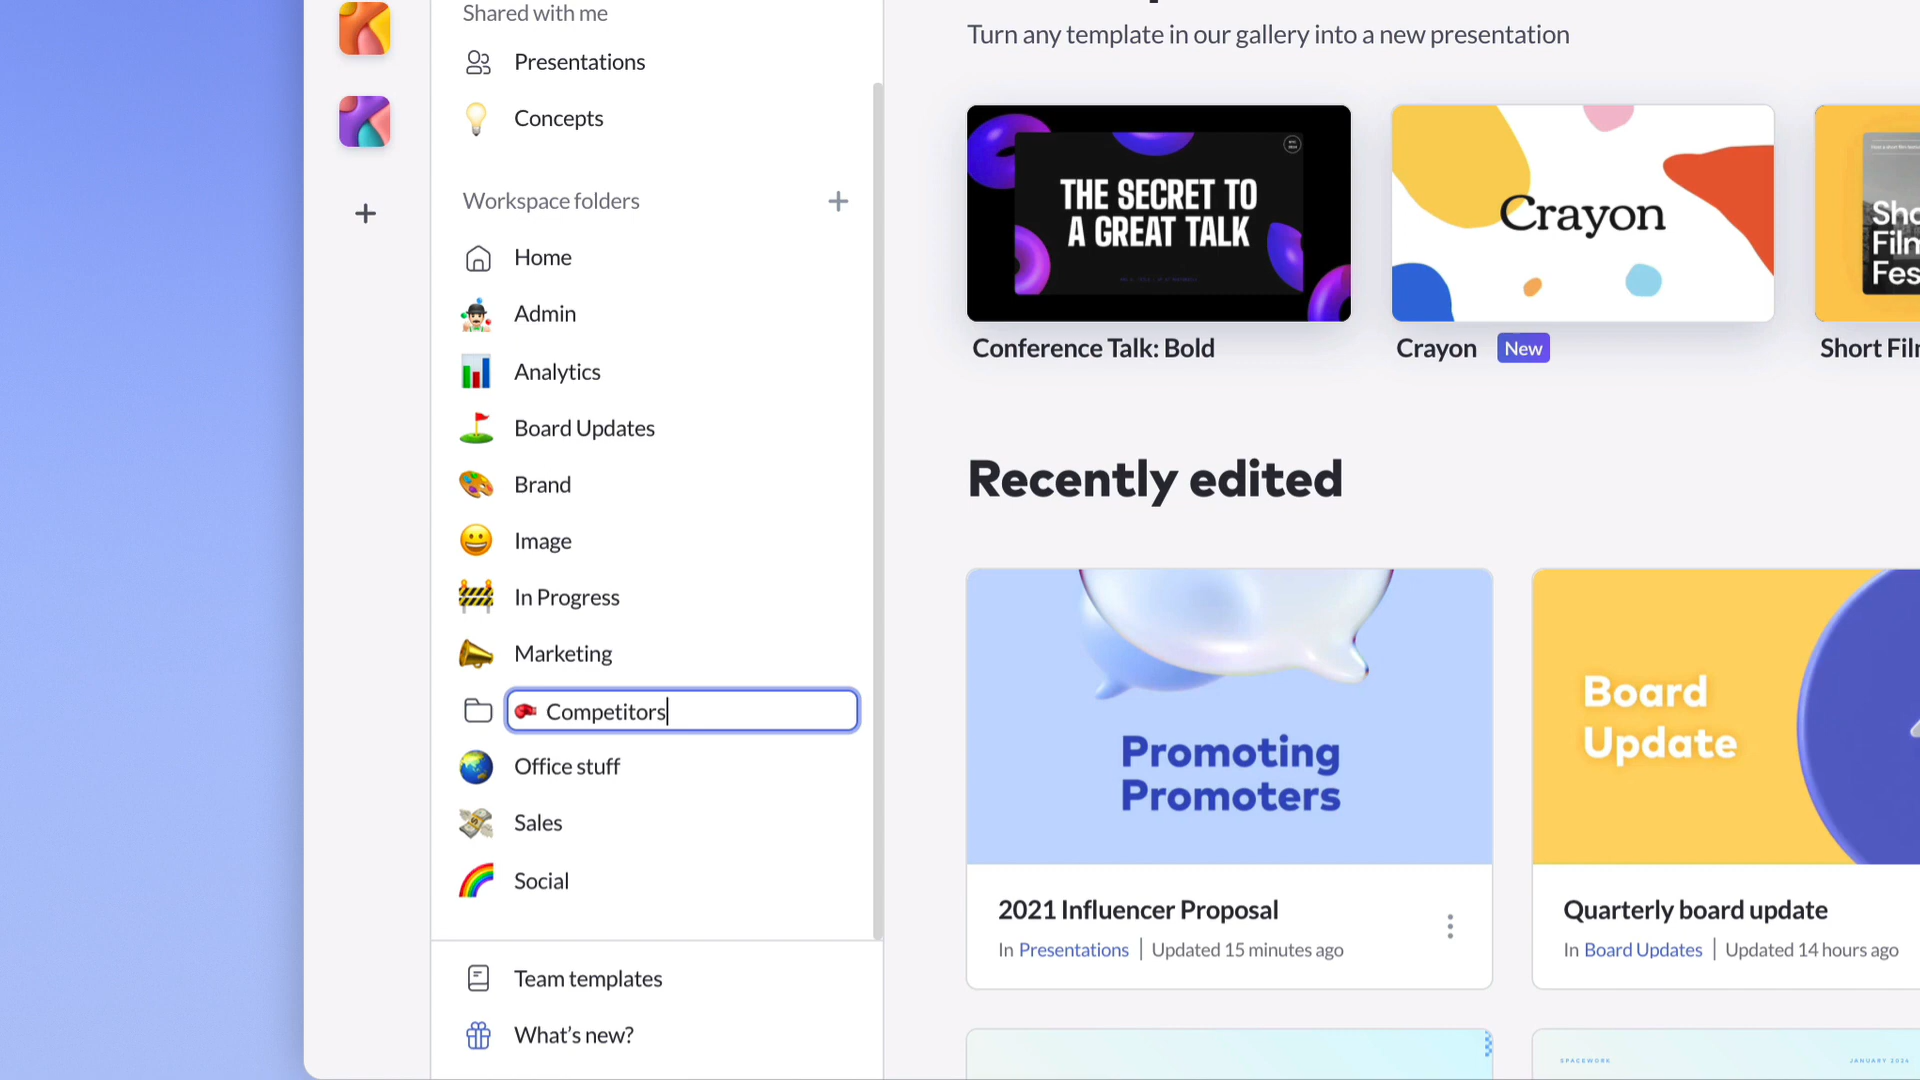 Shared with me
Presentations
Concepts
Workspace folders
Home
Admin
Analytics
Board Updates
Brand
Image
In Progress
Marketing
Competitors
Office stuff
Sales
Social
Team templates
What's new?
Turn any template in our gallery into a new presentation
THE SECRET TO
A GREAT TALK
Conference Talk: Bold
Crayon
Crayon New
Short Fil
Recently edited
Promoting
Promoters
2021 Influencer Proposal
In Presentations | Updated 15 minutes ago
Board
Update
Quarterly board update
In Board Updates | Updated 14 hours ago
SPACEWORK
JANUARY 2024